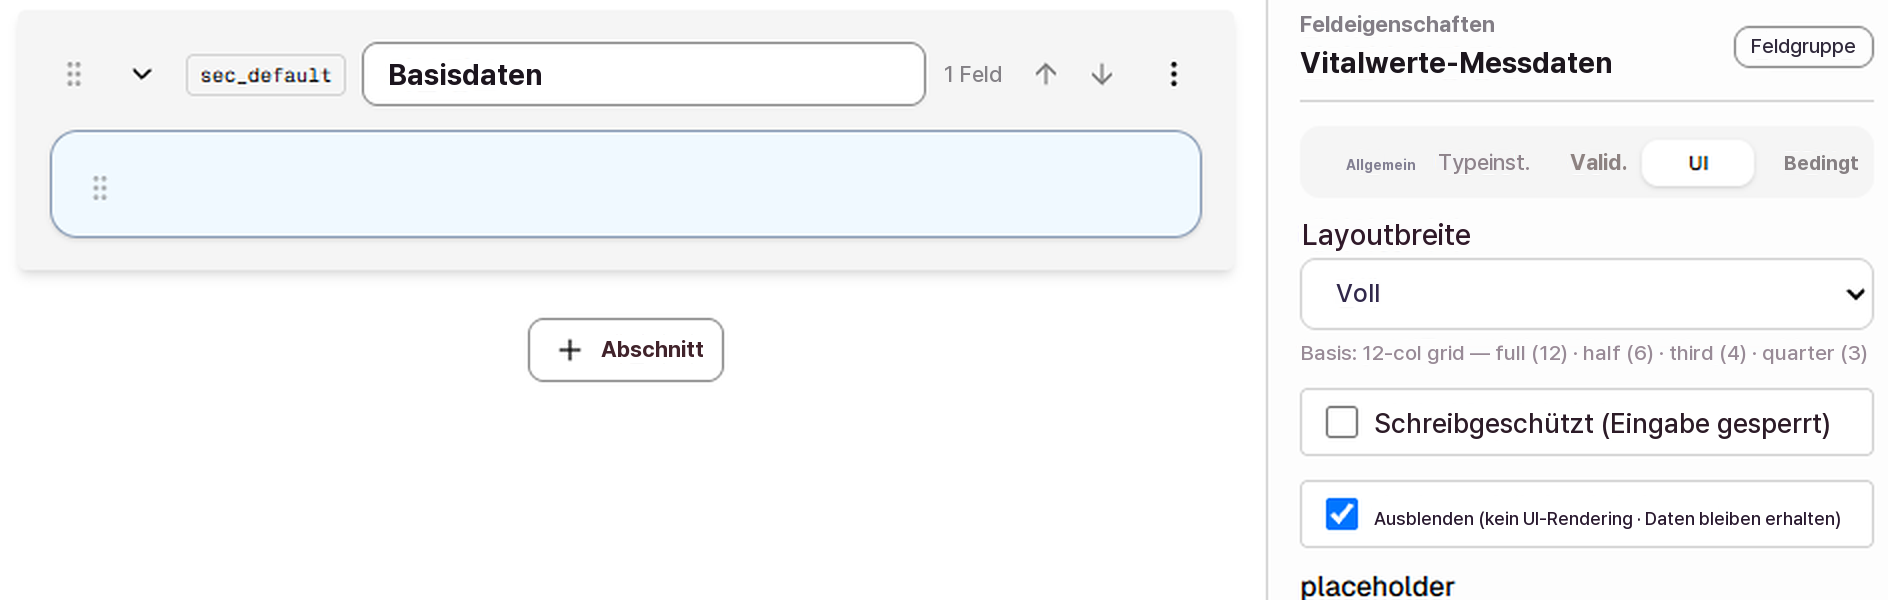 sec_default
Basisdaten
1 Feld
+ Abschnitt
Feldeigenschaften
Vitalwerte-Messdaten
Feldgruppe
Allgemein Typeinst. Valid. UI Bedingt
Layoutbreite
Voll
Basis: 12-col grid — full (12) · half (6) · third (4) · quarter (3)
Schreibgeschützt (Eingabe gesperrt)
Ausblenden (kein UI-Rendering · Daten bleiben erhalten)
placeholder